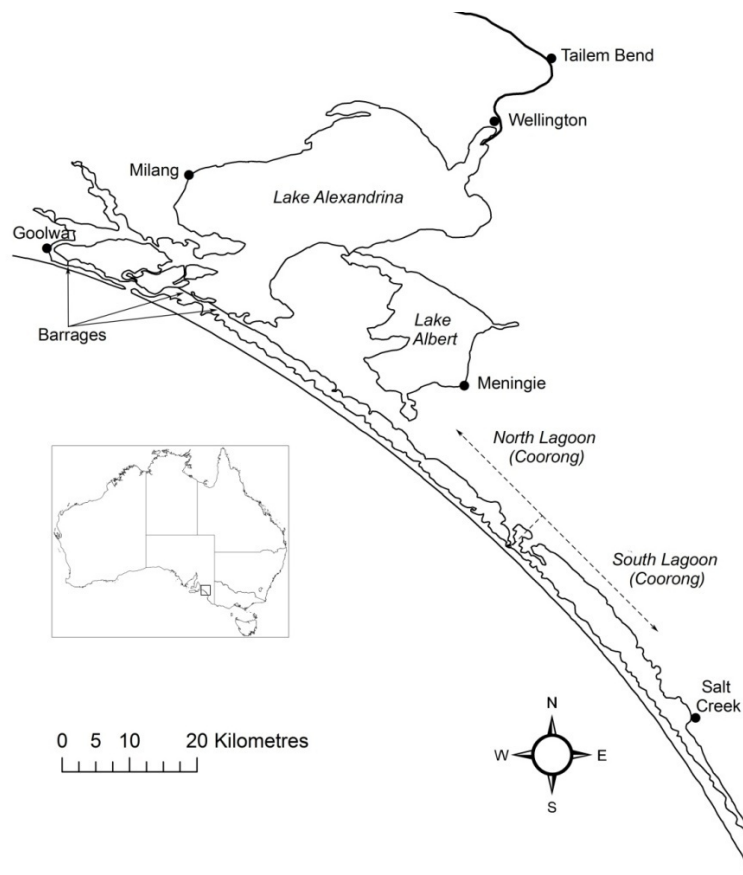 Tailem Bend
Wellington
Milang
Lake Alexandrina
Goolwa
Barrages
Lake
Albert
Meningie
North Lagoon
(Coorong)
South Lagoon
(Coorong)
Salt
Creek
N
W
E
S
0 5 10 20 Kilometres